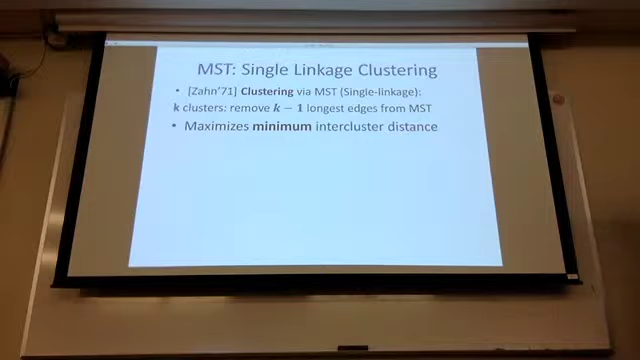 MST: Single Linkage Clustering
• [Zahn'71] Clustering via MST (Single-linkage):
k clusters: remove k − 1 longest edges from MST
• Maximizes minimum intercluster distance